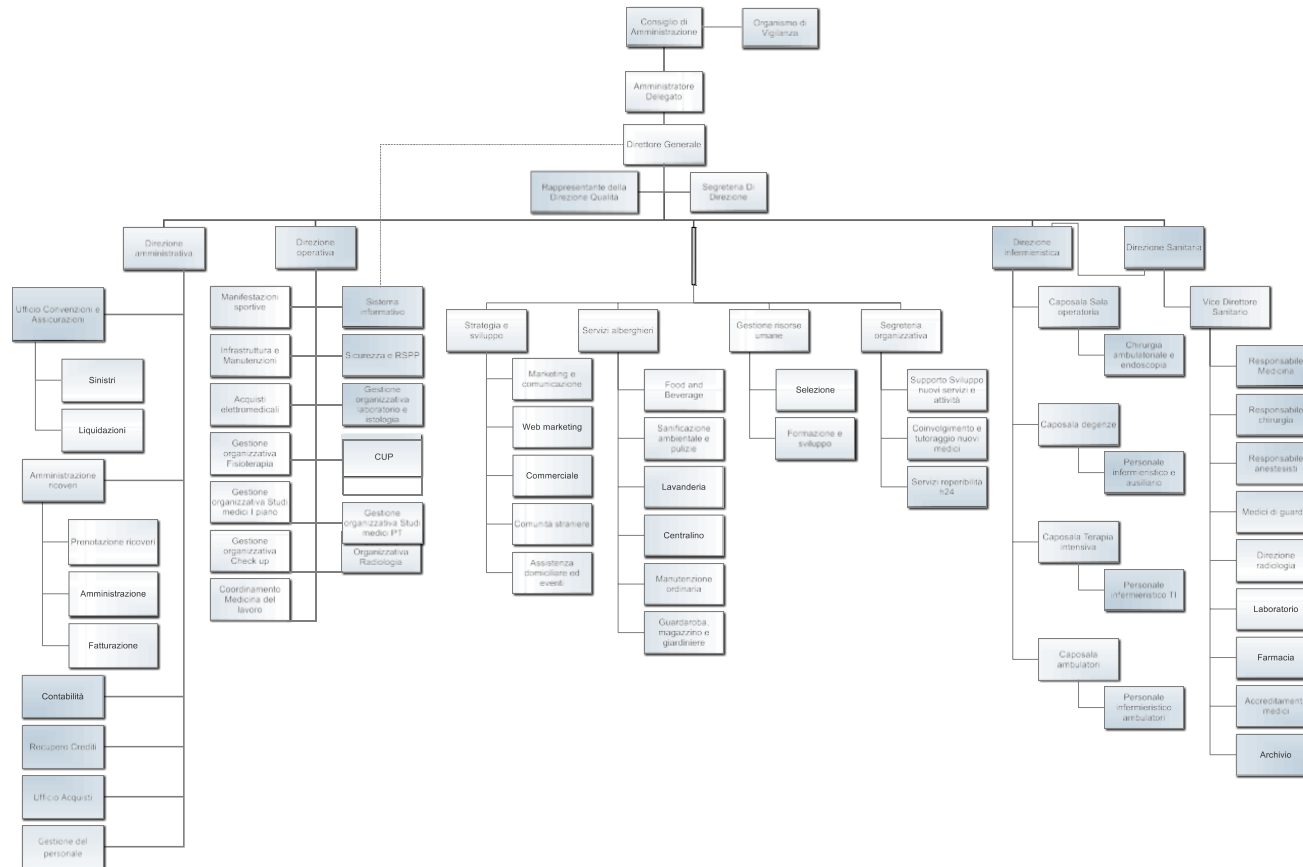 Consiglio di
Amministrazione
Organismo di
Vigilanza
Amministratore
Delegato
Direttore Generale
Rappresentante della
Direzione Qualità
Segreteria Di
Direzione
Direzione
amministrativa
Direzione
operativa
Direzione
infermieristica
Direzione Sanitaria
Ufficio Convenzioni e
Assicurazioni
Sinistri
Liquidazioni
Amministrazione
ricoveri
Prenotazione ricoveri
Amministrazione
Fatturazione
Contabilità
Recupero Crediti
Ufficio Acquisti
Gestione del
personale
Manifestazioni
sportive
Sistema
informativo
Infrastruttura e
Manutenzioni
Sicurezza e RSPP
Acquisti
elettromedicali
Gestione
organizzativa
laboratorio e
istologia
Gestione
organizzativa
Fisioterapia
CUP
Gestione
organizzativa Studi
medici I piano
Gestione
organizzativa Studi
medici PT
Gestione
organizzativa
Check up
Organizzativa
Radiologia
Coordinamento
Medicina del
lavoro
Strategia e
sviluppo
Marketing e
comunicazione
Web marketing
Commerciale
Comunità straniere
Assistenza
domiciliare ed
eventi
Servizi alberghieri
Food and
Beverage
Sanificazione
ambientale e
pulizie
Lavanderia
Centralino
Manutenzione
ordinaria
Guardaroba,
magazzino e
giardiniere
Gestione risorse
umane
Selezione
Formazione e
sviluppo
Segreteria
organizzativa
Supporto Sviluppo
nuovi servizi e
attività
Coinvolgimento e
tutoraggio nuovi
medici
Servizi reperibilità
h24
Caposala Sala
operatoria
Chirurgia
ambulatoriale e
endoscopia
Caposala degenze
Personale
infermieristico e
ausiliario
Caposala Terapia
intensiva
Personale
infermieristico TI
Caposala
ambulatori
Personale
infermieristico
ambulatori
Vice Direttore
Sanitario
Responsabile
Medicina
Responsabile
chirurgia
Responsabile
anestesisti
Medici di guard
Direzione
radiologia
Laboratorio
Farmacia
Accreditament
medici
Archivio